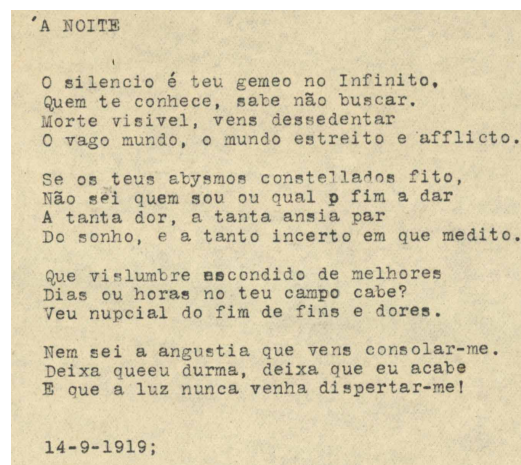 'A NOITE
O silencio é teu gemeo no Infinito.
Quem te conhece, sabe não buscar.
Morte visivel, vens dessedentar
O vago mundo, o mundo estreito e afflicto.
Se os teus abysmos constellados fito,
Não sei quem sou ou qual o fim a dar
A tanta dor, a tanta ansia par
Do sonho, e a tanto incerto em que medito.
Que vislumbre escondido de melhores
Dias ou horas no teu campo cabe?
Veu nupcial do fim de fins e dores.
Nem sei a angustia que vens consolar-me.
Deixa queeu durma, deixa que eu acabe
E que a luz nunca venha dispertar-me!
14-9-1919;